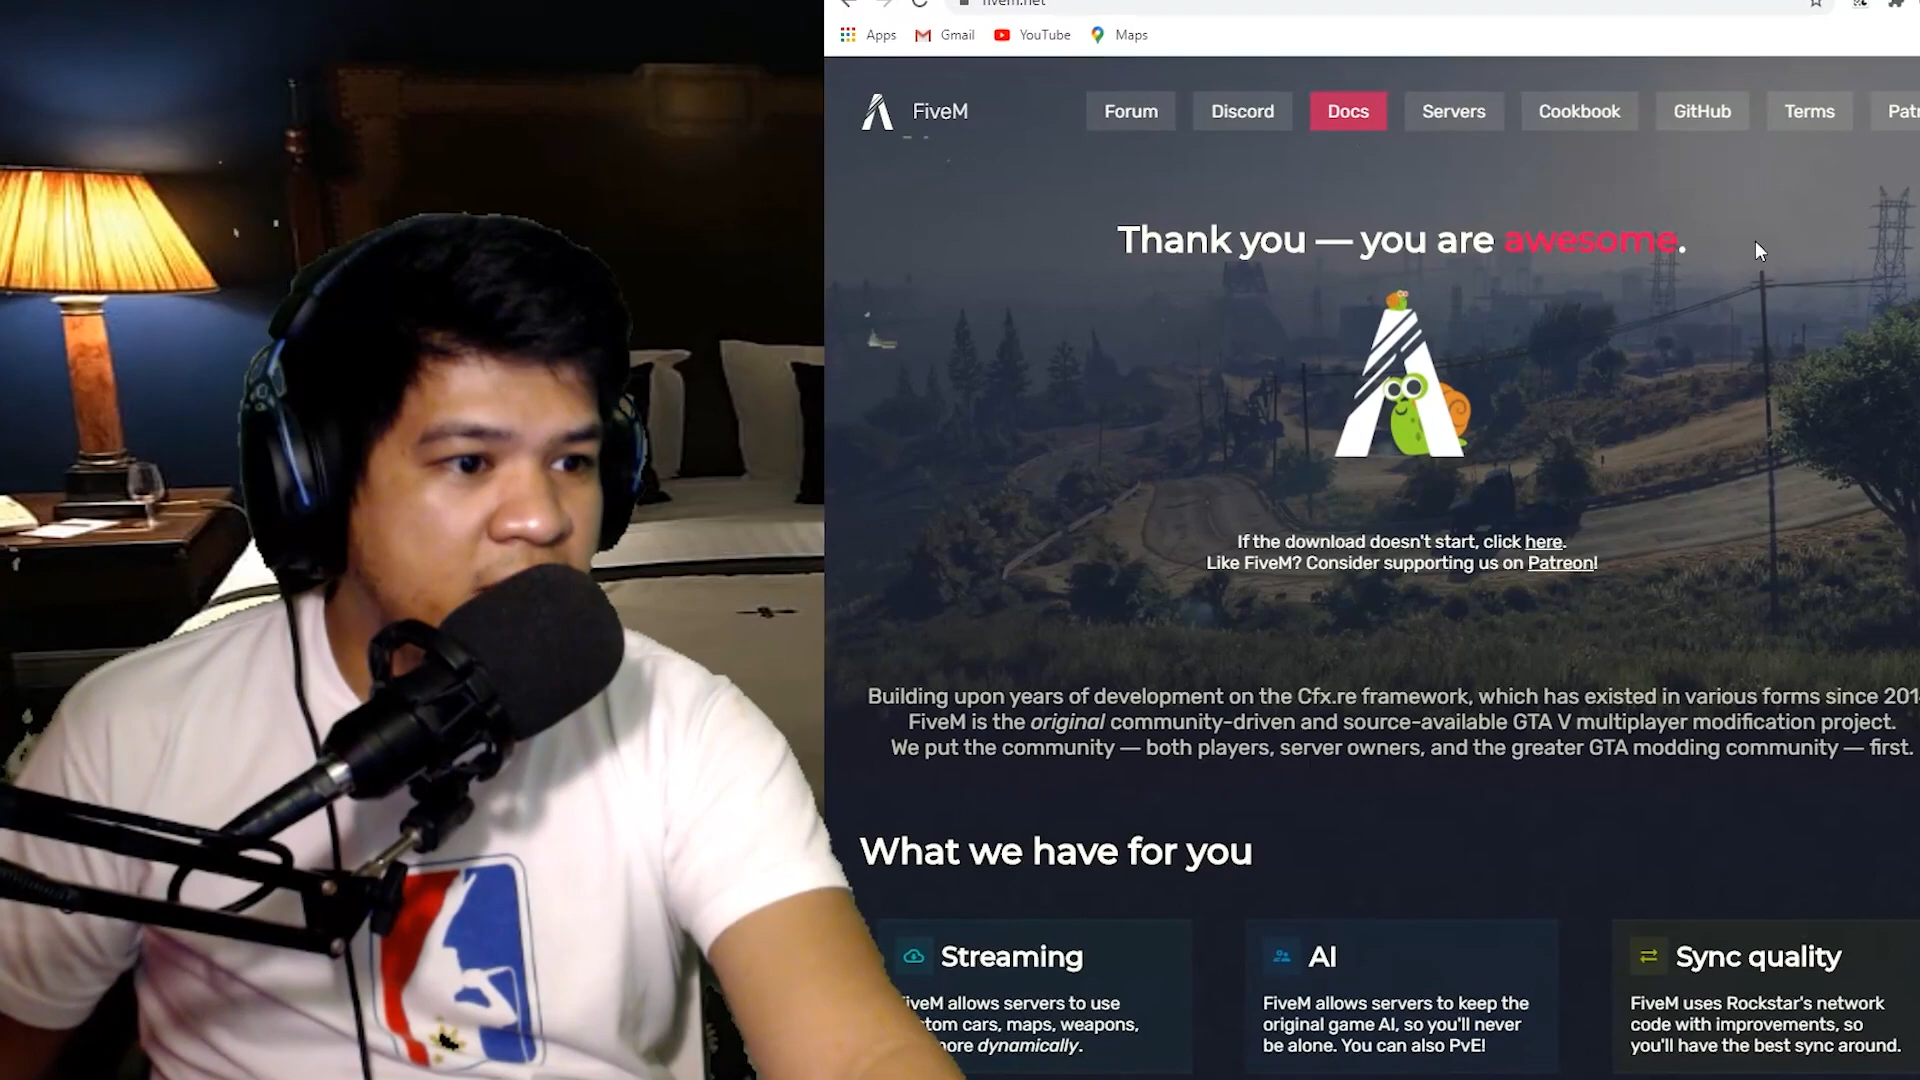 fivem.net
Apps Gmail YouTube Maps
FiveM Forum Discord Docs Servers Cookbook GitHub Terms
Thank you — you are awesome.
If the download doesn't start, click here.
Like FiveM? Consider supporting us on Patreon!
Building upon years of development on the Cfx.re framework, which has existed in various forms since 201
FiveM is the original community-driven and source-available GTA V multiplayer modification project.
We put the community — both players, server owners, and the greater GTA modding community — first.
What we have for you
Streaming
FiveM allows servers to use
tom cars, maps, weapons,
ore dynamically.
AI
FiveM allows servers to keep the
original game AI, so you'll never
be alone. You can also PvE!
Sync quality
FiveM uses Rockstar's network
code with improvements, so
you'll have the best sync around.